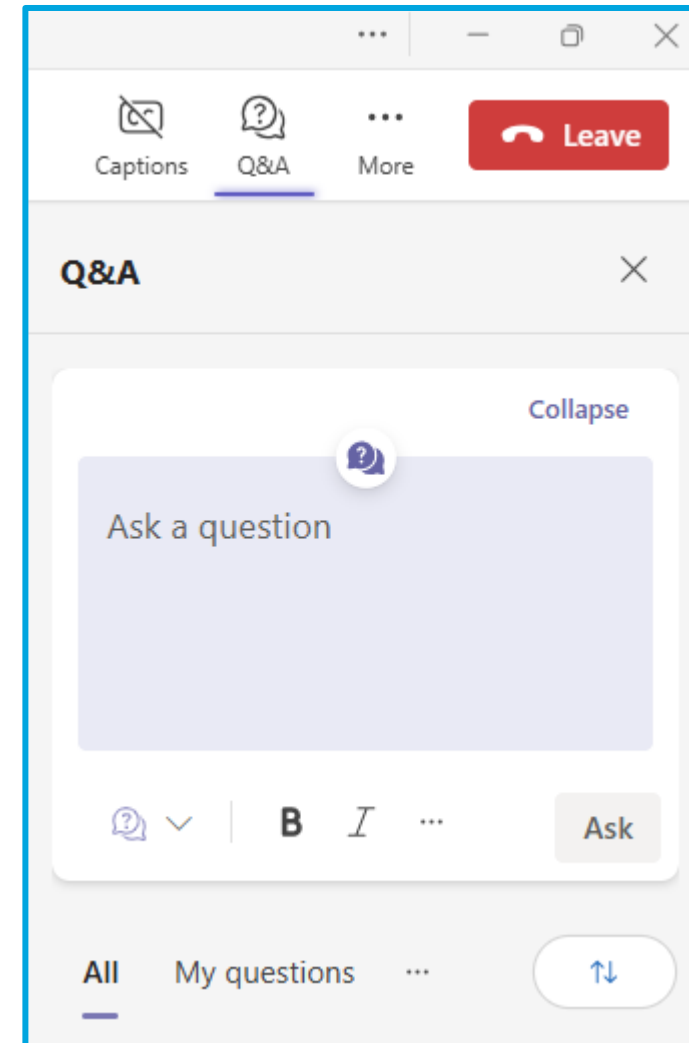 Captions Q&A More Leave
Q&A
Collapse
Ask a question
B I ... Ask
All My questions ...